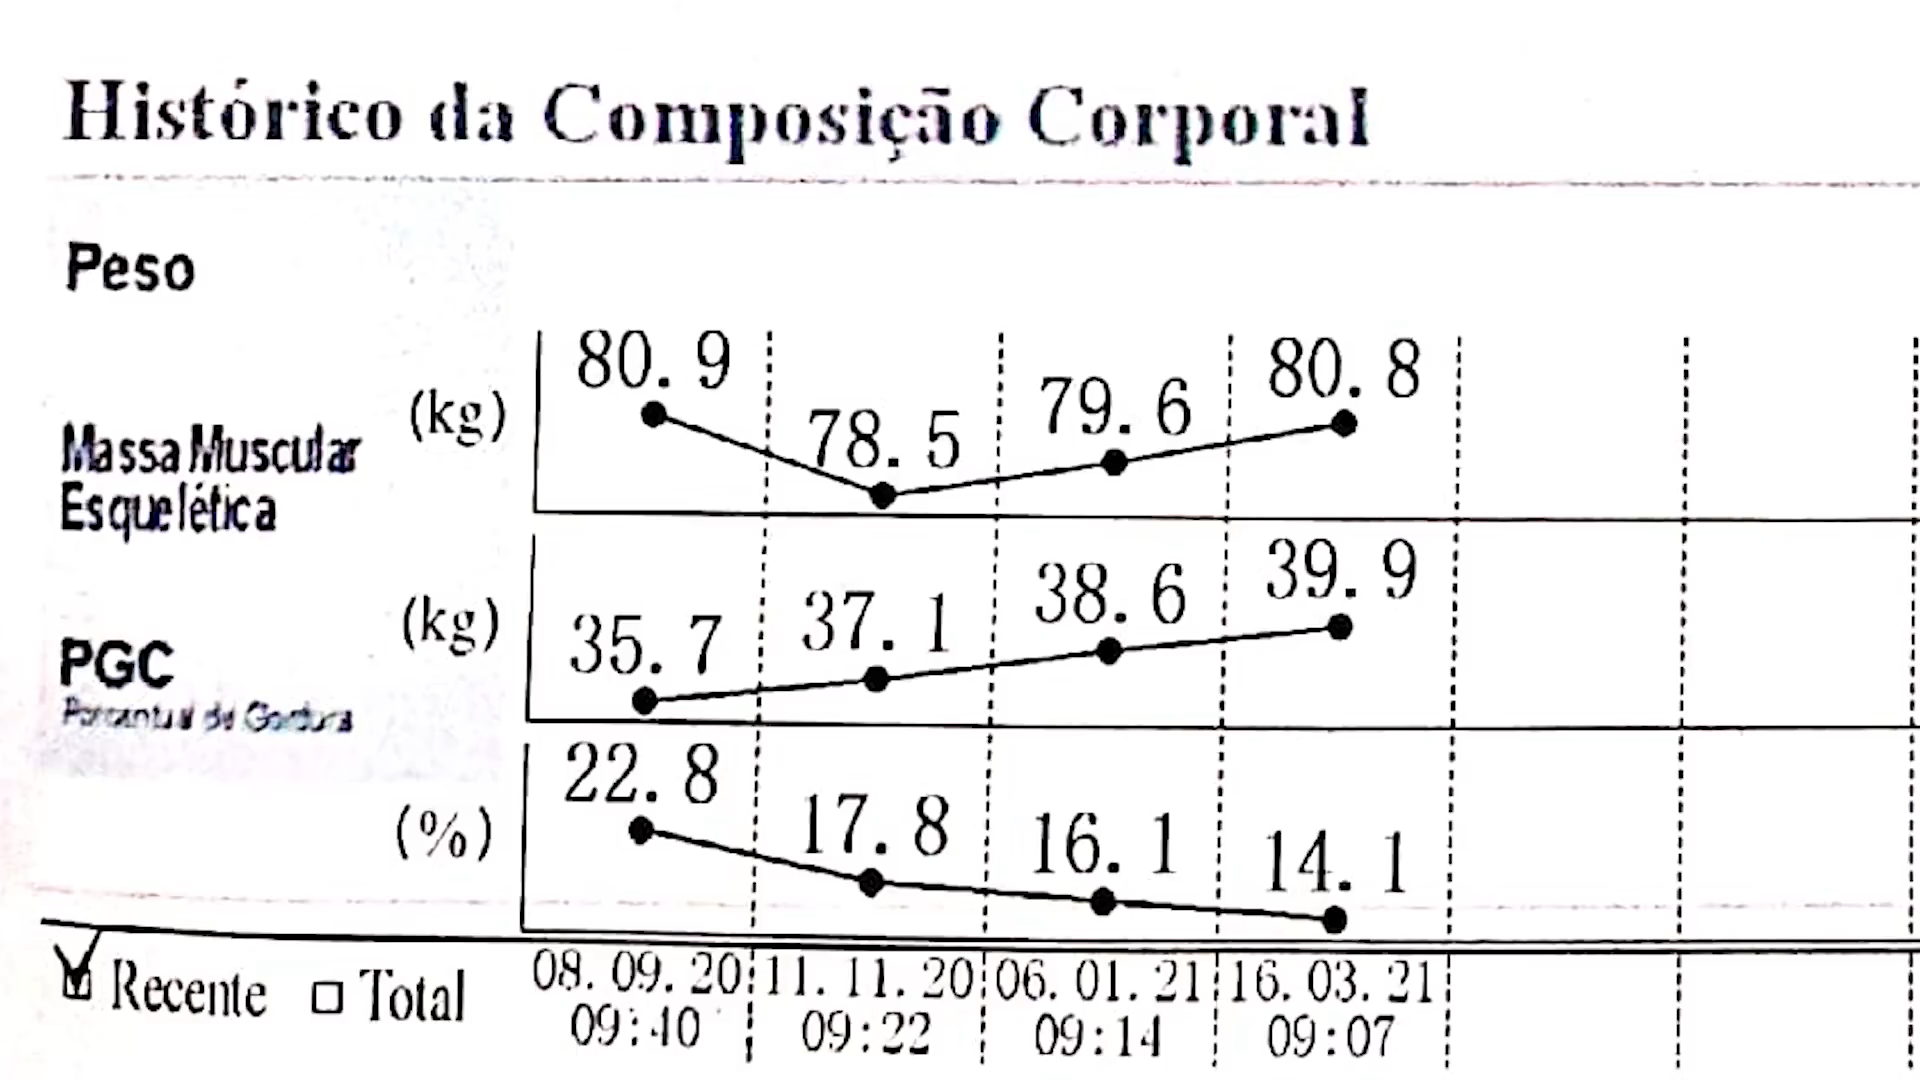 Histórico da Composição Corporal
Peso
(kg)
80.9 78.5 79.6 80.8
Massa Muscular
Esquelética
(kg)
35.7 37.1 38.6 39.9
PGC
Porcentual de Gordura
(%)
22.8 17.8 16.1 14.1
Recente Total
08.09.20 11.11.20 06.01.21 16.03.21
09:40 09:22 09:14 09:07